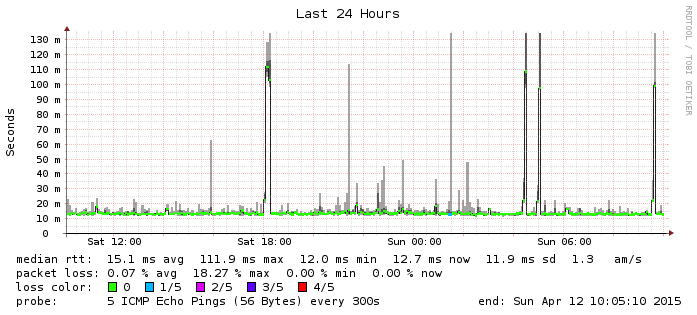 Last 24 Hours
RRDTOOL / TOBI OETIKER
Seconds
130 m
120 m
110 m
100 m
90 m
80 m
70 m
60 m
50 m
40 m
30 m
20 m
10 m
0
Sat 12:00 Sat 18:00 Sun 00:00 Sun 06:00
median rtt: 15.1 ms avg 111.9 ms max 12.0 ms min 12.7 ms now 11.9 ms sd 1.3 am/s
packet loss: 0.07 % avg 18.27 % max 0.00 % min 0.00 % now
loss color: 0 1/5 2/5 3/5 4/5
probe: 5 ICMP Echo Pings (56 Bytes) every 300s end: Sun Apr 12 10:05:10 2015